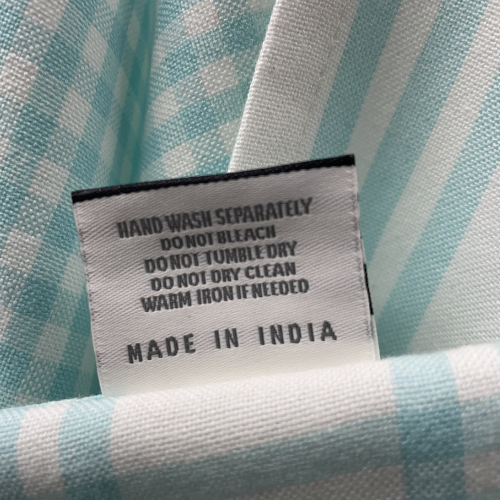 HAND WASH SEPARATELY
DO NOT BLEACH
DO NOT TUMBLE DRY
DO NOT DRY CLEAN
WARM IRON IF NEEDED
MADE IN INDIA